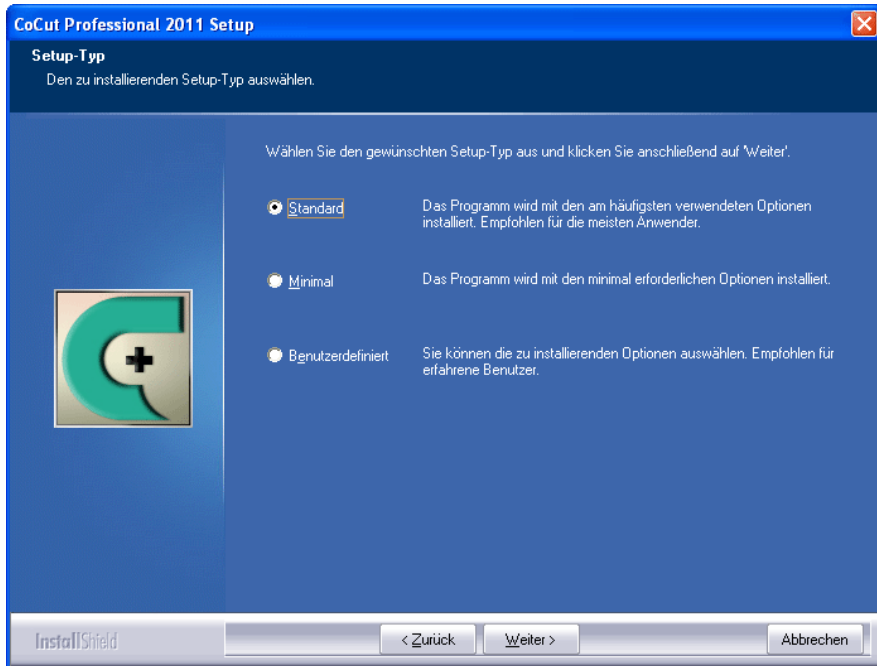 CoCut Professional 2011 Setup
Setup-Typ
Den zu installierenden Setup-Typ auswählen.
Wählen Sie den gewünschten Setup-Typ aus und klicken Sie anschließend auf 'Weiter'.
Standard
Das Programm wird mit den am häufigsten verwendeten Optionen
installiert. Empfohlen für die meisten Anwender.
Minimal
Das Programm wird mit den minimal erforderlichen Optionen installiert.
Benutzerdefiniert
Sie können die zu installierenden Optionen auswählen. Empfohlen für
erfahrene Benutzer.
InstallShield
< Zurück
Weiter >
Abbrechen